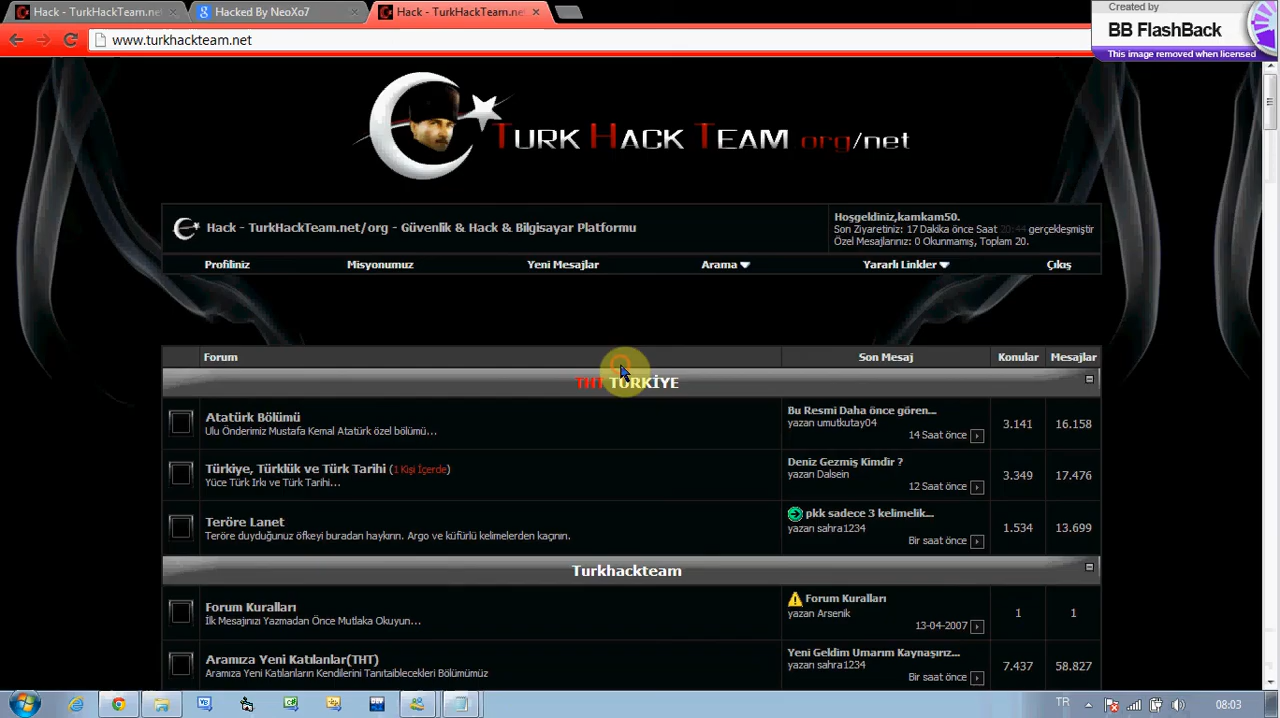 Hack - TurkHackTeam.net
Hacked By NeoXo7
Hack - TurkHackTeam.net
Created by
BB FlashBack
This image removed when licensed
www.turkhackteam.net
TURK HACK TEAM org/net
Hack - TurkHackTeam.net/org - Güvenlik & Hack & Bilgisayar Platformu
Hoşgeldiniz,kamkam50.
Son Ziyaretiniz: 17 Dakika önce Saat 20:44 gerçekleşmiştir
Özel Mesajlarınız: 0 Okunmamış, Toplam 20.
Profiliniz
Misyonumuz
Yeni Mesajlar
Arama
Yararlı Linkler
Çıkış
Forum
Son Mesaj
Konular
Mesajlar
THT TÜRKİYE
Atatürk Bölümü
Ulu Önderimiz Mustafa Kemal Atatürk özel bölümü...
Bu Resmi Daha önce gören...
yazan umutkutay04
14 Saat önce
3.141
16.158
Türkiye, Türklük ve Türk Tarihi (1 Kişi İçerde)
Yüce Türk Irkı ve Türk Tarihi...
Deniz Gezmiş Kimdir ?
yazan Dalsein
12 Saat önce
3.349
17.476
Teröre Lanet
Teröre duyduğunuz öfkeyi buradan haykırın. Argo ve küfürlü kelimelerden kaçının.
pkk sadece 3 kelimelik...
yazan sahra1234
Bir saat önce
1.534
13.699
Turkhackteam
Forum Kuralları
İlk Mesajınızı Yazmadan Önce Mutlaka Okuyun...
Forum Kuralları
yazan Arsenik
13-04-2007
1
1
Aramıza Yeni Katılanlar(THT)
Aramıza Yeni Katılanların Kendilerini Tanıtaiblecekleri Bölümümüz
Yeni Geldim Umarım Kaynaşırız...
yazan sahra1234
Bir saat önce
7.437
58.827
TR
08:03